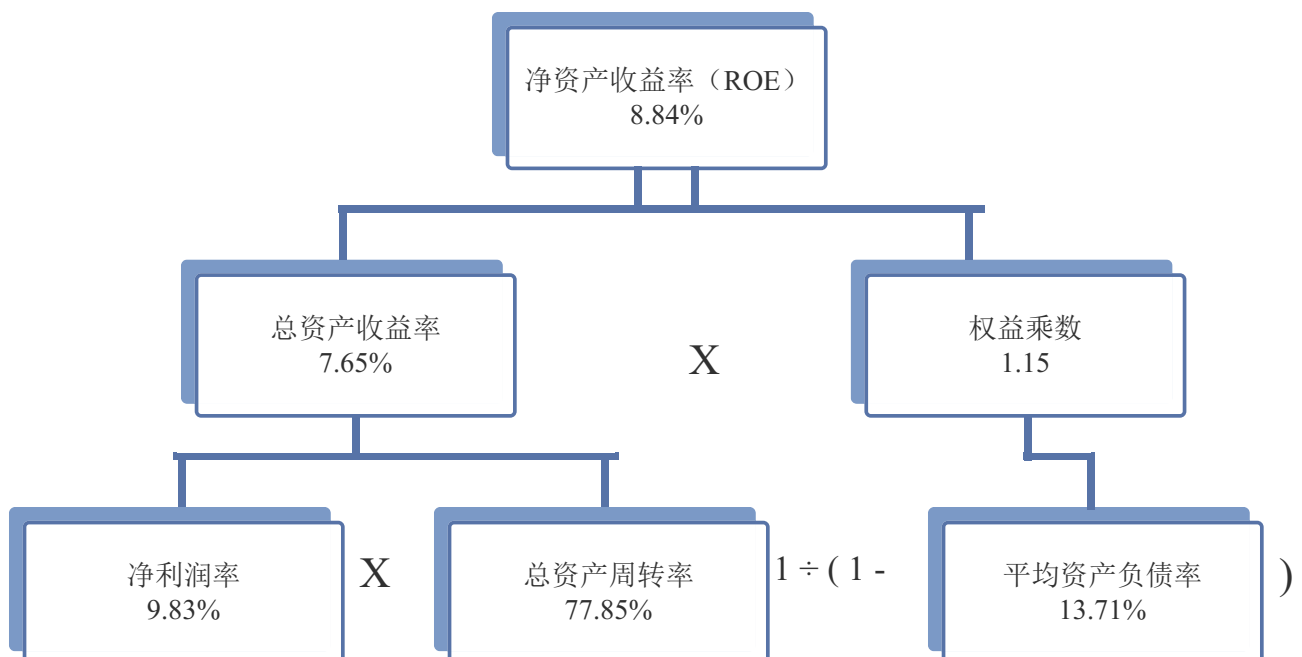 净资产收益率（ROE）
8.84%
总资产收益率
7.65%
X
权益乘数
1.15
净利润率
9.83%
X
总资产周转率
77.85%
1 ÷ ( 1 -
平均资产负债率
13.71%
)